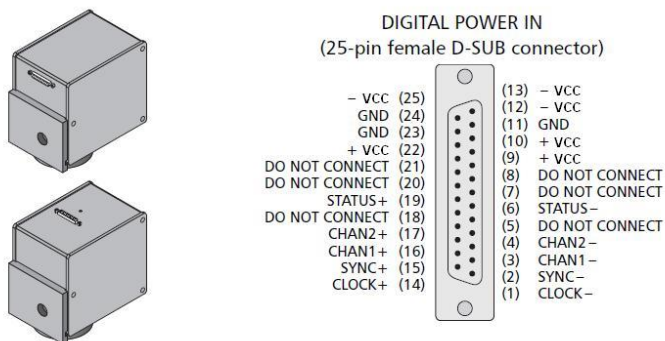 DIGITAL POWER IN
(25-pin female D-SUB connector)
– VCC (25)
GND (24)
GND (23)
+ VCC (22)
DO NOT CONNECT (21)
DO NOT CONNECT (20)
STATUS+ (19)
DO NOT CONNECT (18)
CHAN2+ (17)
CHAN1+ (16)
SYNC+ (15)
CLOCK+ (14)
(13) – VCC
(12) – VCC
(11) GND
(10) + VCC
(9) + VCC
(8) DO NOT CONNECT
(7) DO NOT CONNECT
(6) STATUS–
(5) DO NOT CONNECT
(4) CHAN2–
(3) CHAN1–
(2) SYNC–
(1) CLOCK–